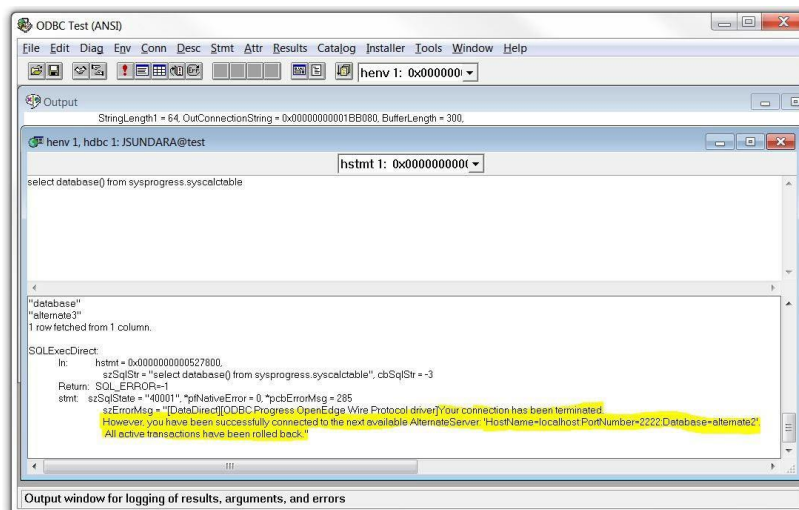 ODBC Test (ANSI)
File Edit Diag Env Conn Desc Stmt Attr Results Catalog Installer Tools Window Help
henv 1: 0x000000
Output
StringLength1 = 64, OutConnectionString = 0x00000000001BB080, BufferLength = 300,
henv 1, hdbc 1: JSUNDARA@test
hstmt 1: 0x000000000
select database() from sysprogress.syscalctable
"database"
"alternate3"
1 row fetched from 1 column.
SQLExecDirect:
In: hstmt = 0x0000000000527800,
szSqlStr = "select database() from sysprogress.syscalctable", cbSqlStr = -3
Return: SQL_ERROR=-1
stmt: szSqlState = "40001", *pfNativeError = 0, *pcbErrorMsg = 285
szErrorMsg = "[DataDirect][ODBC Progress OpenEdge Wire Protocol driver]Your connection has been terminated.
However, you have been successfully connected to the next available AlternateServer: 'HostName=localhost:PortNumber=2222:Database=alternate2'.
All active transactions have been rolled back."
Output window for logging of results, arguments, and errors